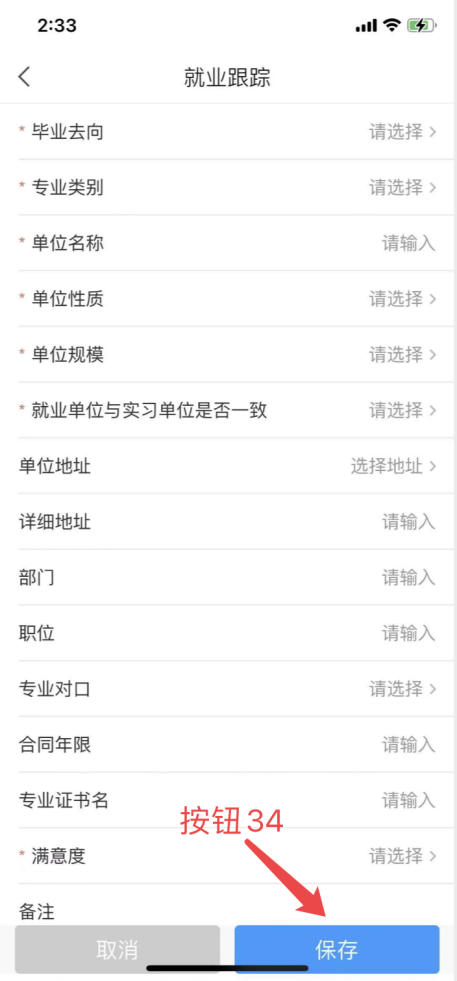 2:33
就业跟踪
* 毕业去向 请选择
* 专业类别 请选择
* 单位名称 请输入
* 单位性质 请选择
* 单位规模 请选择
* 就业单位与实习单位是否一致 请选择
单位地址 选择地址
详细地址 请输入
部门 请输入
职位 请输入
专业对口 请选择
合同年限 请输入
专业证书名 请输入
按钮34
* 满意度 请选择
备注
取消 保存